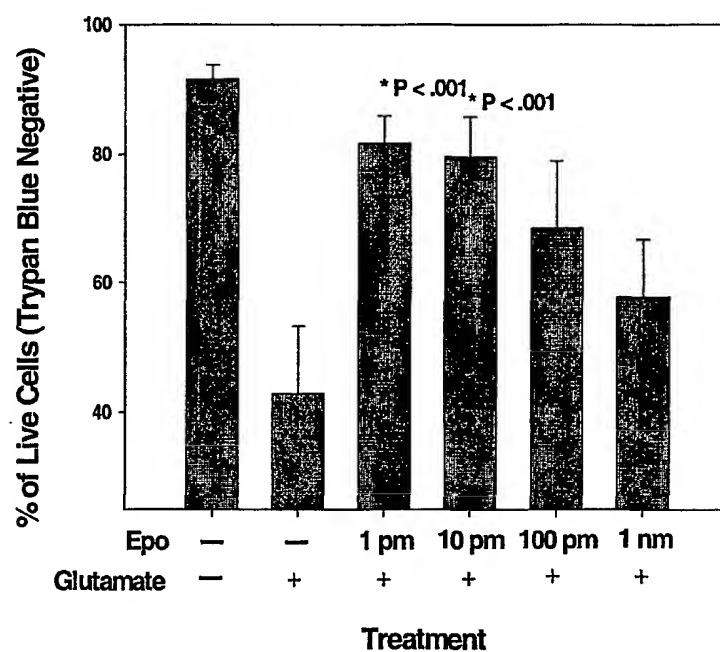 100
80
60
40
% of Live Cells (Trypan Blue Negative)
* P < .001
* P < .001
Epo — — 1 pm 10 pm 100 pm 1 nm
Glutamate — + + + + +
Treatment